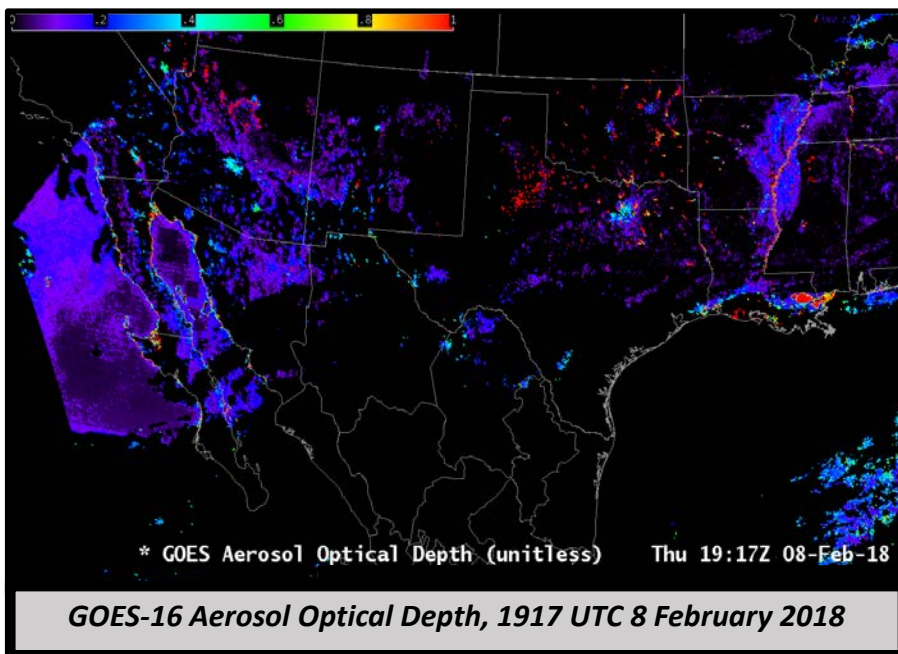 0 .2 .4 .6 .8 1
* GOES Aerosol Optical Depth (unitless) Thu 19:17Z 08-Feb-18
GOES-16 Aerosol Optical Depth, 1917 UTC 8 February 2018